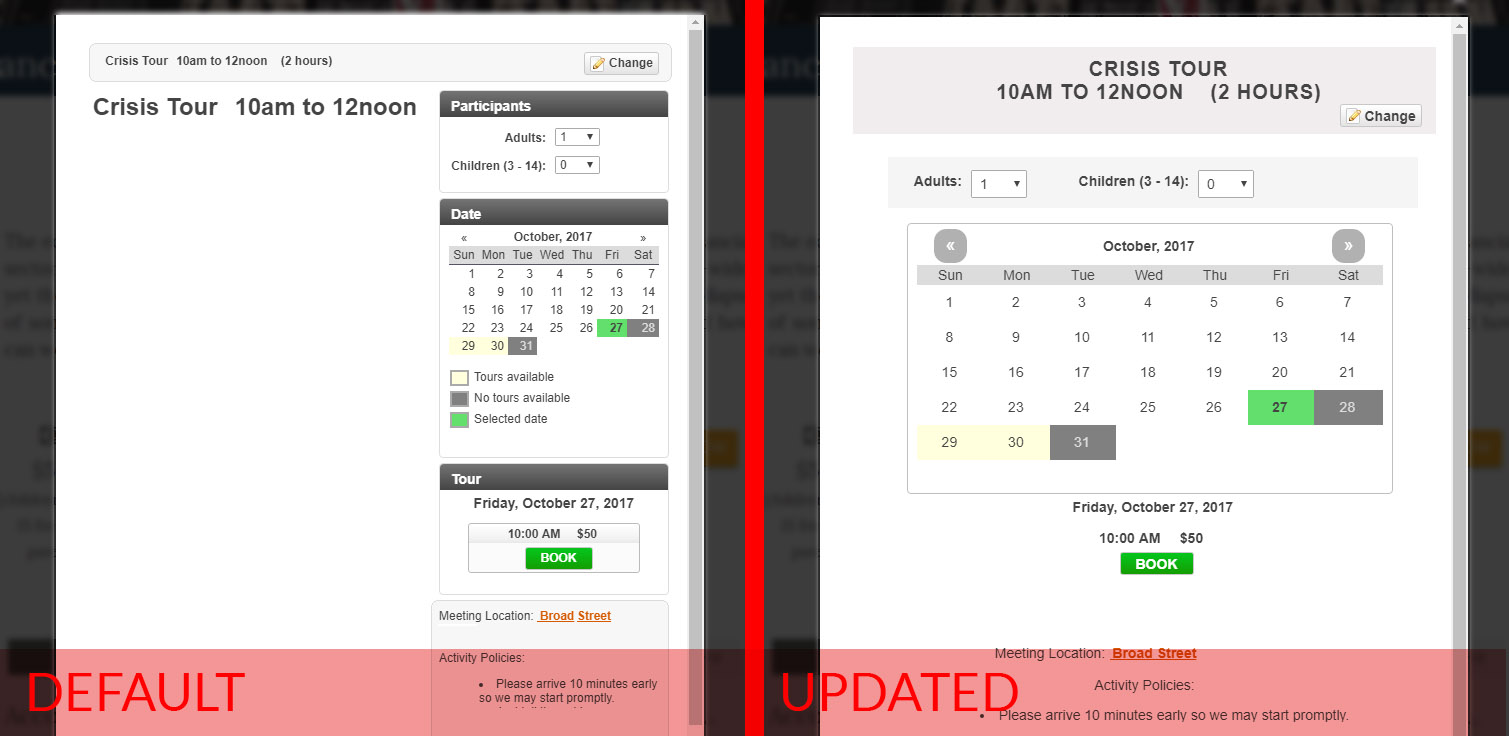 Crisis Tour 10am to 12noon (2 hours)
Change
Crisis Tour 10am to 12noon
Participants
Adults: 1
Children (3 - 14): 0
Date
« October, 2017 »
Sun Mon Tue Wed Thu Fri Sat
1 2 3 4 5 6 7
8 9 10 11 12 13 14
15 16 17 18 19 20 21
22 23 24 25 26 27 28
29 30 31
Tours available
No tours available
Selected date
Tour
Friday, October 27, 2017
10:00 AM $50
BOOK
Meeting Location: Broad Street
Activity Policies:
• Please arrive 10 minutes early
so we may start promptly.
DEFAULT
CRISIS TOUR
10AM TO 12NOON (2 HOURS)
Change
Adults: 1 Children (3 - 14): 0
« October, 2017 »
Sun Mon Tue Wed Thu Fri Sat
1 2 3 4 5 6 7
8 9 10 11 12 13 14
15 16 17 18 19 20 21
22 23 24 25 26 27 28
29 30 31
Friday, October 27, 2017
10:00 AM $50
BOOK
Meeting Location: Broad Street
Activity Policies:
• Please arrive 10 minutes early so we may start promptly.
UPDATED